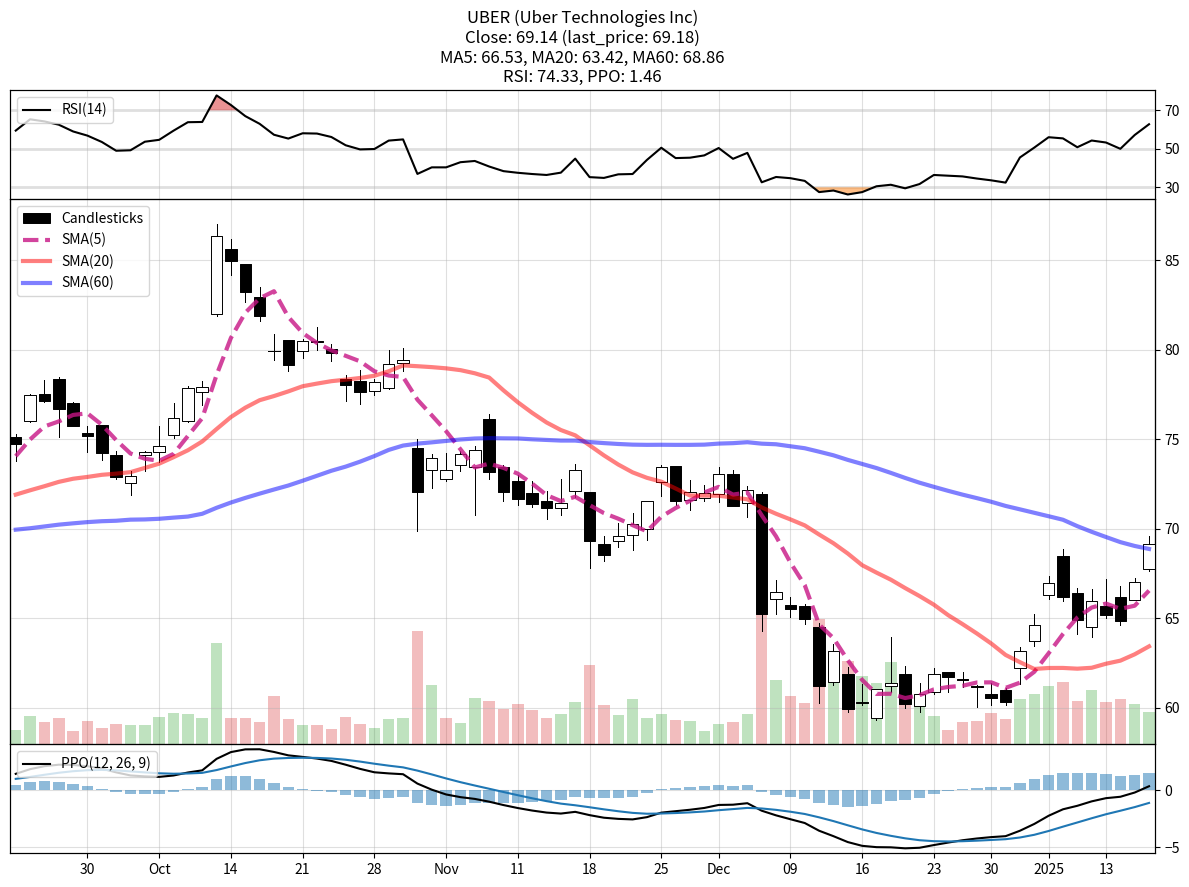 UBER (Uber Technologies Inc)
Close: 69.14 (last_price: 69.18)
MA5: 66.53, MA20: 63.42, MA60: 68.86
RSI: 74.33, PPO: 1.46
RSI(14)
70
50
30
Candlesticks
SMA(5)
SMA(20)
SMA(60)
85
80
75
70
65
60
PPO(12, 26, 9)
0
−5
30 Oct 14 21 28 Nov 11 18 25 Dec 09 16 23 30 2025 13